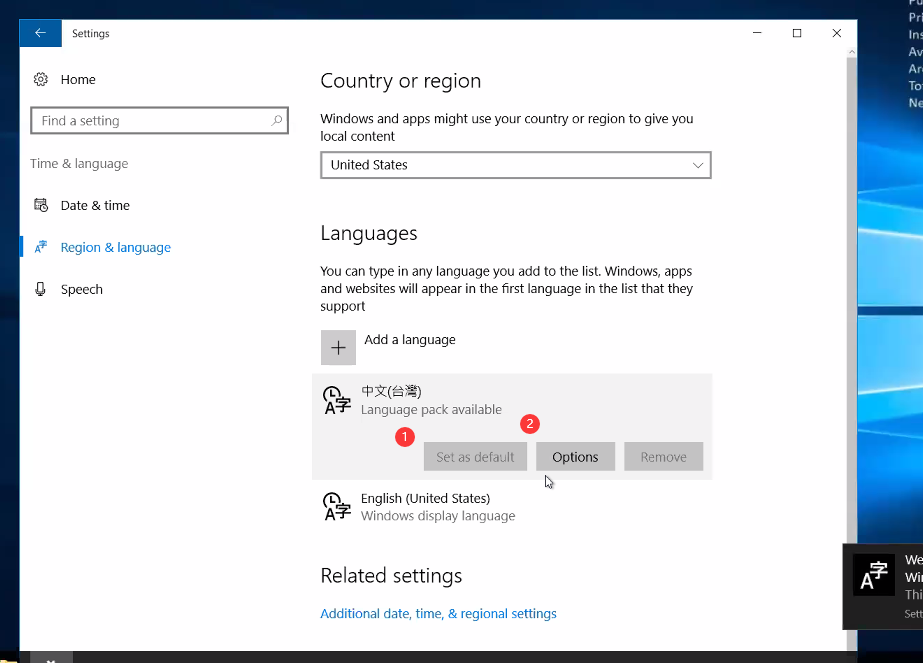 Settings
Home
Find a setting
Time & language
Date & time
Region & language
Speech
Country or region
Windows and apps might use your country or region to give you
local content
United States
Languages
You can type in any language you add to the list. Windows, apps
and websites will appear in the first language in the list that they
support
Add a language
中文(台灣)
Language pack available
1
2
Set as default
Options
Remove
English (United States)
Windows display language
Related settings
Additional date, time, & regional settings